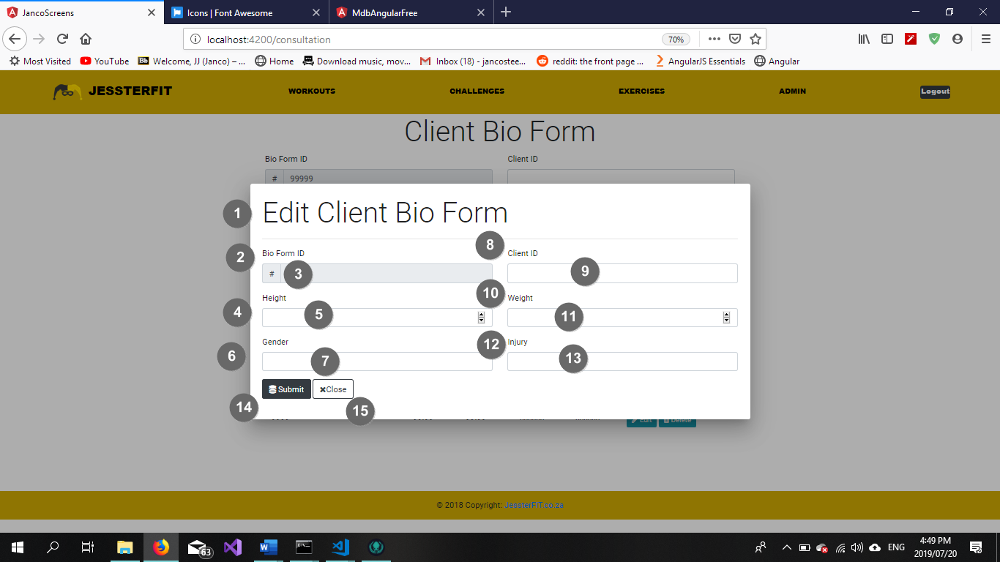 JancoScreens
Icons | Font Awesome
MdbAngularFree
localhost:4200/consultation
70%
Most Visited
YouTube
Bb
Welcome, JJ (Janco) – ...
Home
Download music, mov...
Inbox (18) - jancostee...
reddit: the front page ...
AngularJS Essentials
Angular
JESSTERFIT
WORKOUTS
CHALLENGES
EXERCISES
ADMIN
Logout
Client Bio Form
Bio Form ID
Client ID
# 99999
1
Edit Client Bio Form
8
2
Bio Form ID
Client ID
#
3
9
10
Height
Weight
4
5
11
12
Gender
Injury
6
7
13
Submit
Close
14
15
Edit
Delete
© 2018 Copyright: JessterFIT.co.za
63
ENG
4:49 PM
2019/07/20